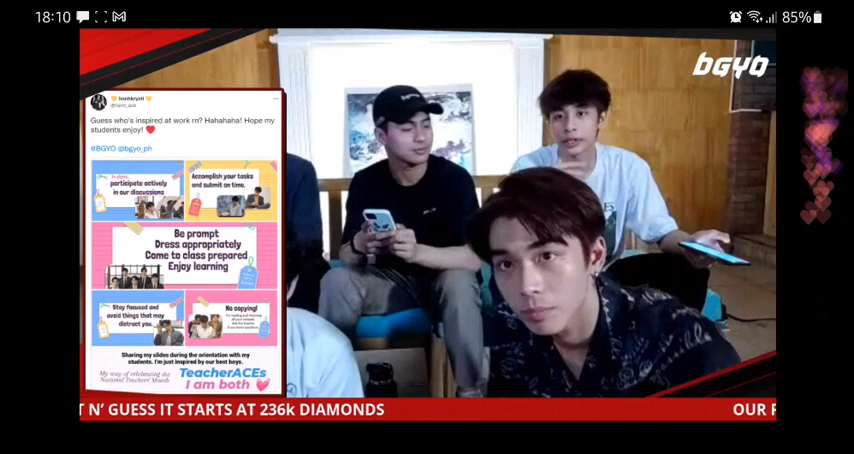 18:10
85%
BGYO
hnnhkrystl
@hann_ace
Guess who's inspired at work rn? Hahahaha! Hope my
students enjoy!
#BGYO @bgyo_ph
In class,
participate actively
in our discussions
Accomplish your tasks
and submit on time.
Be prompt
Dress appropriately
Come to class prepared
Enjoy learning
Stay focused and
avoid things that may
distract you.
No copying!
Sharing my slides during the orientation with my
students. I'm just inspired by our best boys.
My way of celebrating the
National Teachers' Month
TeacherACEs
I am both
T N' GUESS IT STARTS AT 236k DIAMONDS
OUR